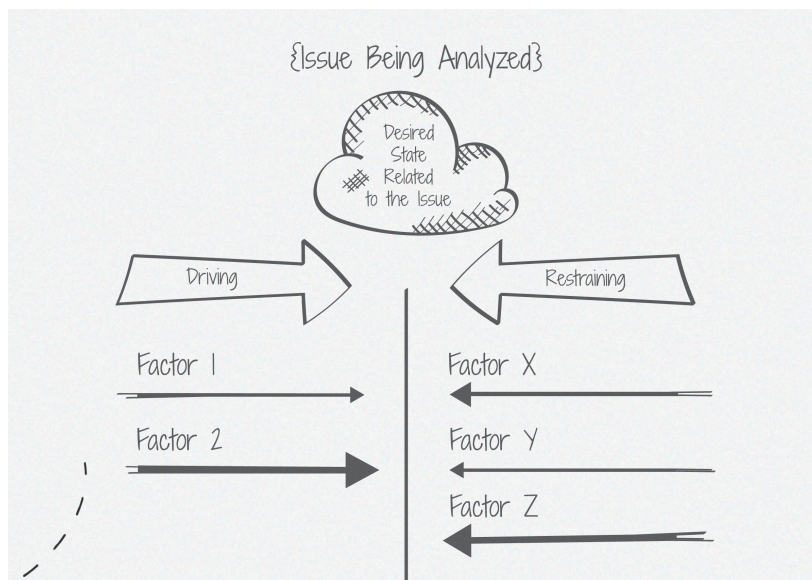 {Issue Being Analyzed}
Desired
State
Related
to the Issue
Driving
Restraining
Factor 1
Factor X
Factor 2
Factor Y
Factor Z